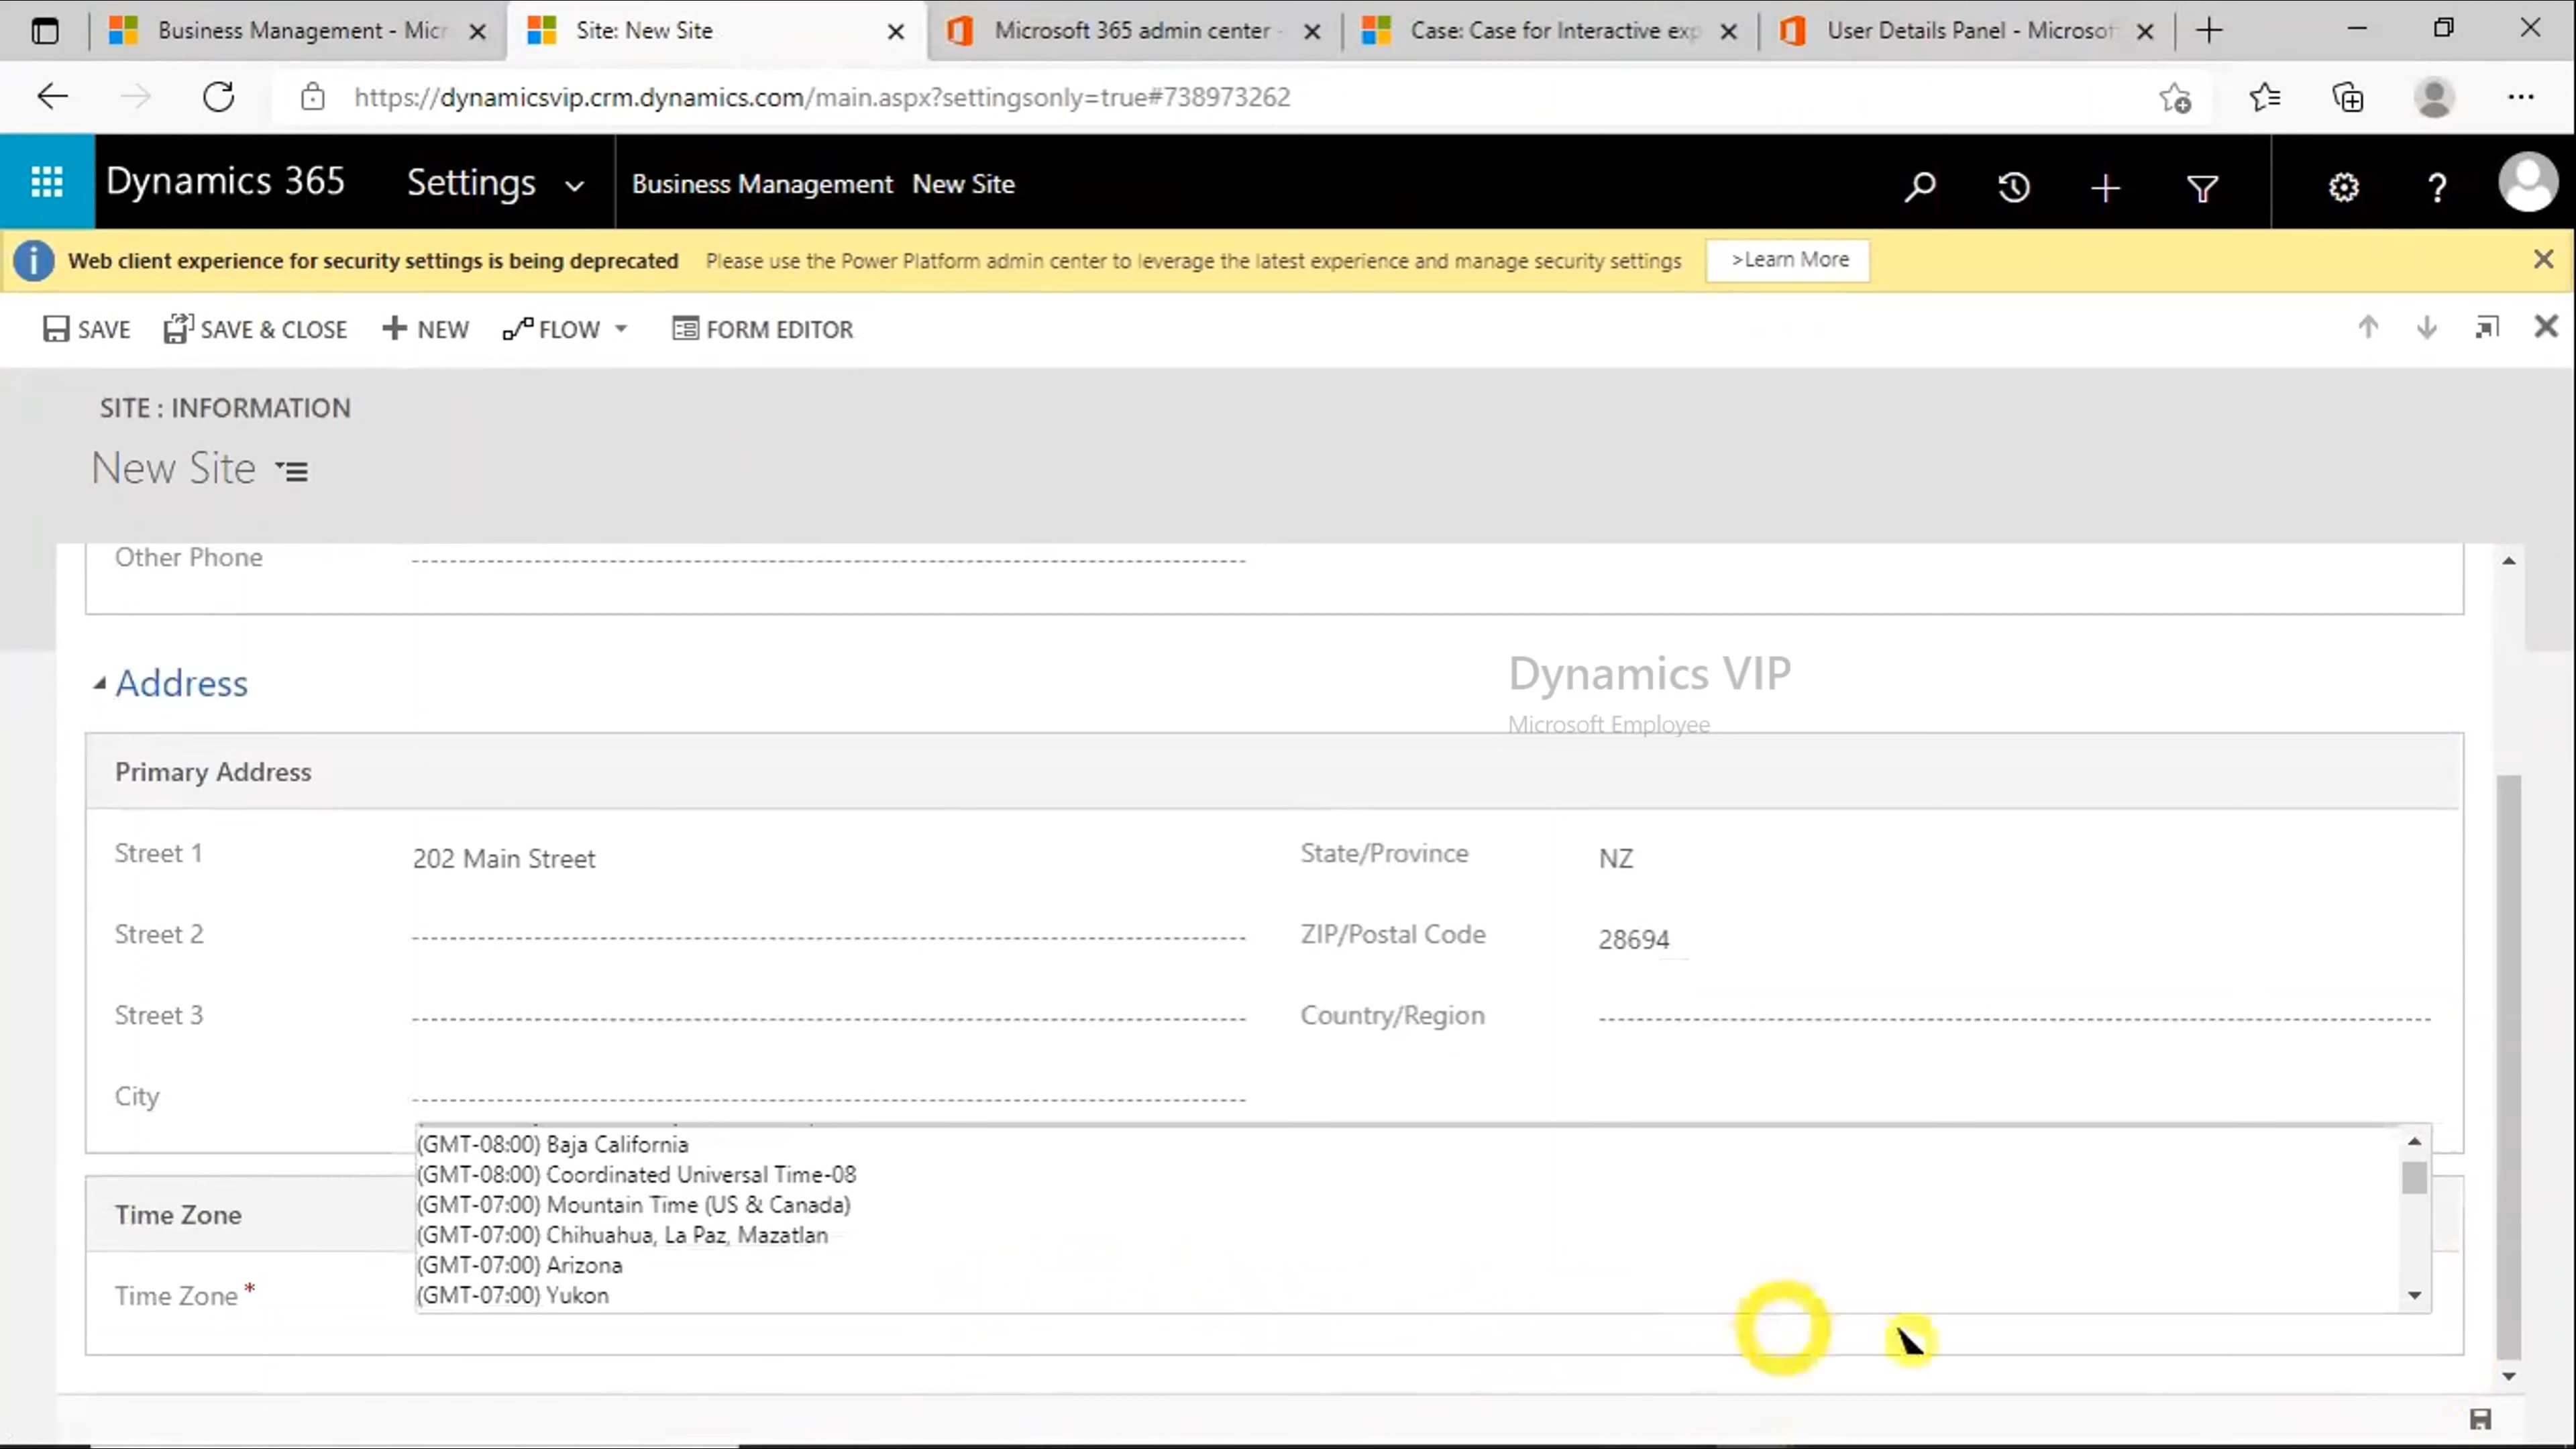 Business Management - Micr
Site: New Site
Microsoft 365 admin center -
Case: Case for Interactive exp
User Details Panel - Microsof
https://dynamicsvip.crm.dynamics.com/main.aspx?settingsonly=true#738973262
Dynamics 365
Settings
Business Management New Site
Web client experience for security settings is being deprecated Please use the Power Platform admin center to leverage the latest experience and manage security settings >Learn More
SAVE
SAVE & CLOSE
NEW
FLOW
FORM EDITOR
SITE : INFORMATION
New Site
Other Phone
Address
Dynamics VIP
Microsoft Employee
Primary Address
Street 1 202 Main Street
State/Province NZ
Street 2
ZIP/Postal Code 28694
Street 3
Country/Region
City
(GMT-08:00) Baja California
(GMT-08:00) Coordinated Universal Time-08
(GMT-07:00) Mountain Time (US & Canada)
(GMT-07:00) Chihuahua, La Paz, Mazatlan
(GMT-07:00) Arizona
(GMT-07:00) Yukon
Time Zone
Time Zone *